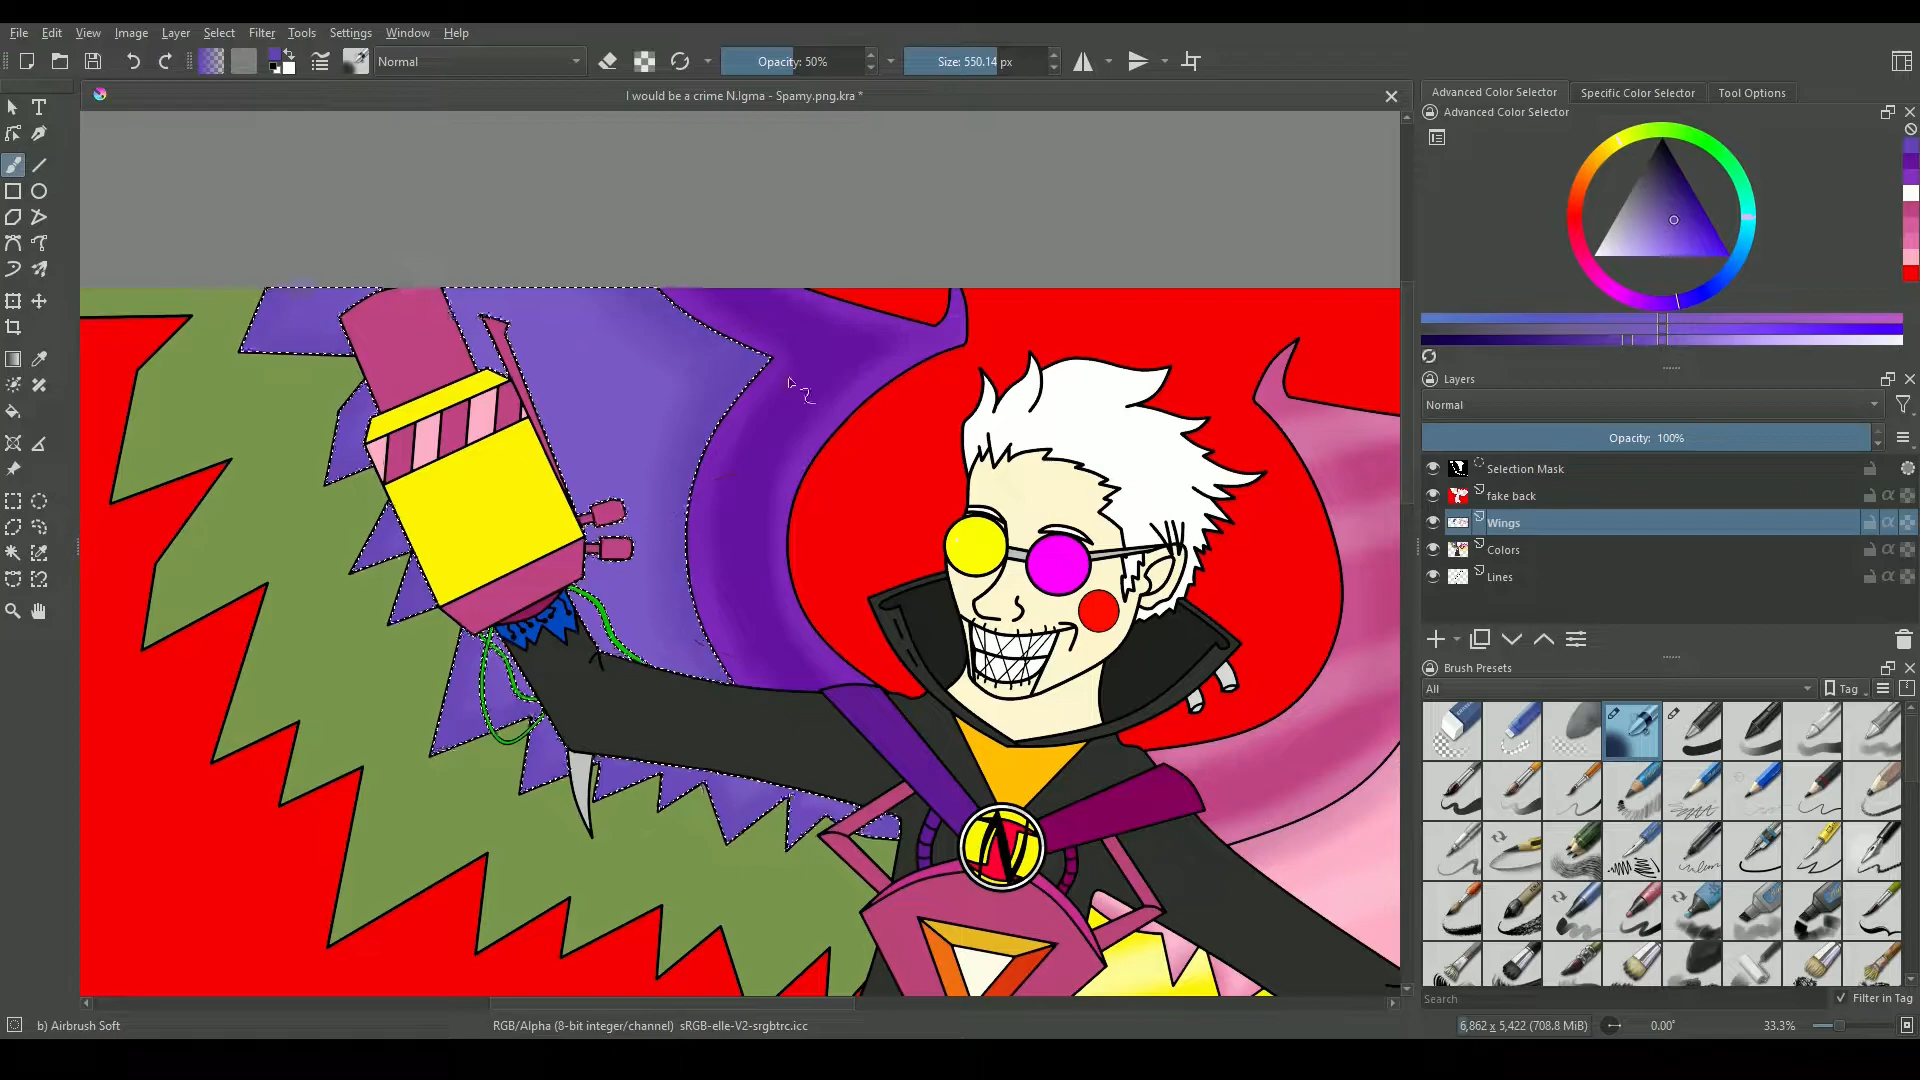 File Edit View Image Layer Select Filter Tools Settings Window Help
Normal
Opacity: 50%
Size: 550.14 px
I would be a crime N.lgma - Spamy.png.kra *
Advanced Color Selector
Specific Color Selector
Tool Options
Advanced Color Selector
Layers
Normal
Opacity: 100%
Selection Mask
fake back
Wings
Colors
Lines
Brush Presets
All
Tag
N
Search
Filter in Tag
b) Airbrush Soft
RGB/Alpha (8-bit integer/channel) sRGB-elle-V2-srgbtrc.icc
6,862 x 5,422 (708.8 MiB)
0.00°
33.3%